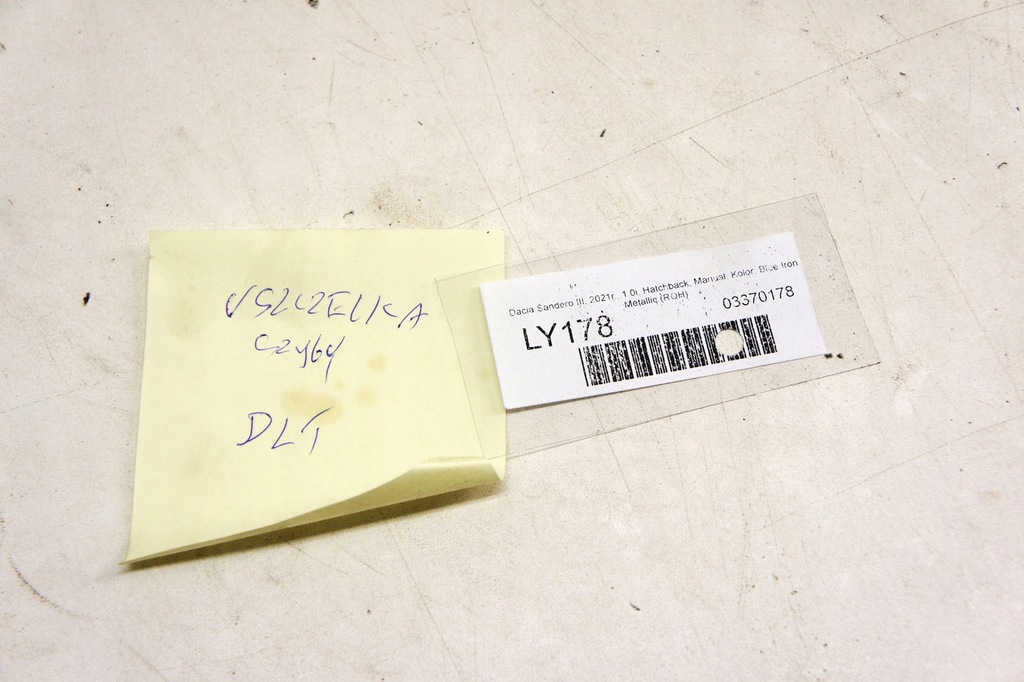 USZCZELKA
SZYBY
DLT
Dacia Sandero III, 2021r., 1.0i, Hatchback, Manual, Kolor: Blue Iron
Metallic (RQH)
LY178
03370178